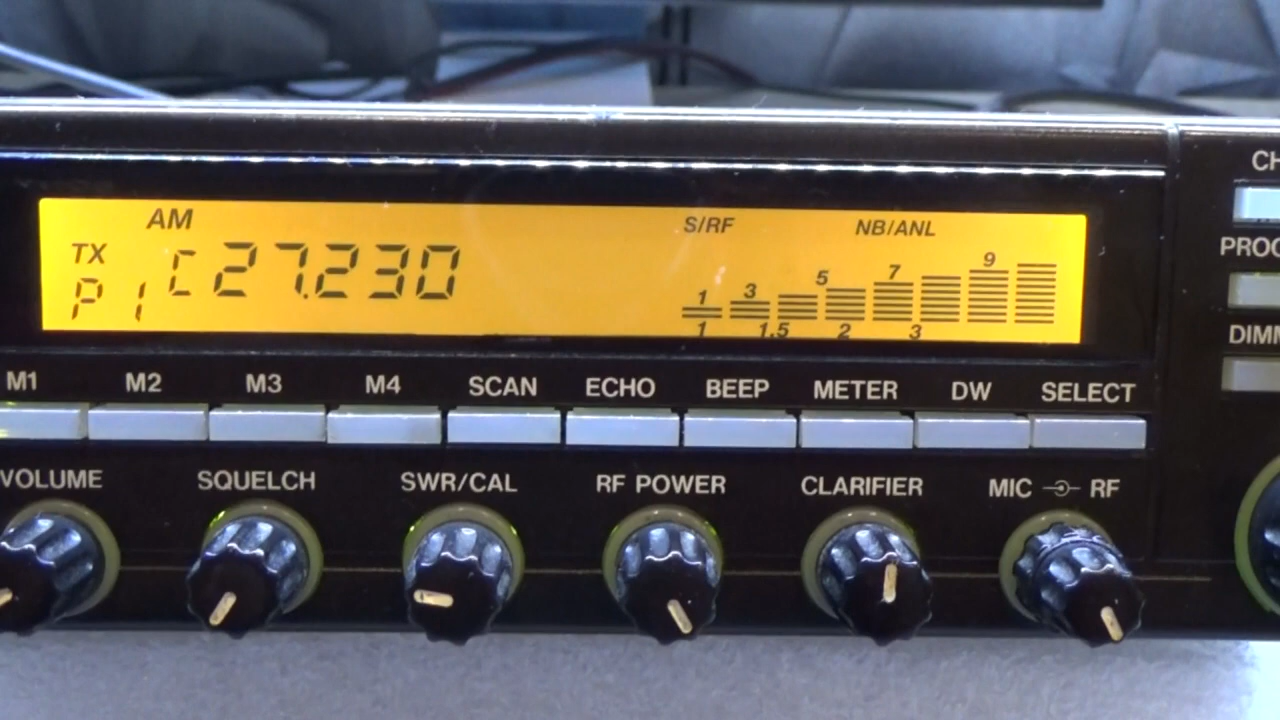 AM S/RF NB/ANL
TX C 27.230
P 1
1 3 5 7 9
1 1.5 2 3
M1 M2 M3 M4 SCAN ECHO BEEP METER DW SELECT
VOLUME SQUELCH SWR/CAL RF POWER CLARIFIER MIC RF
CH
PROG
DIMM